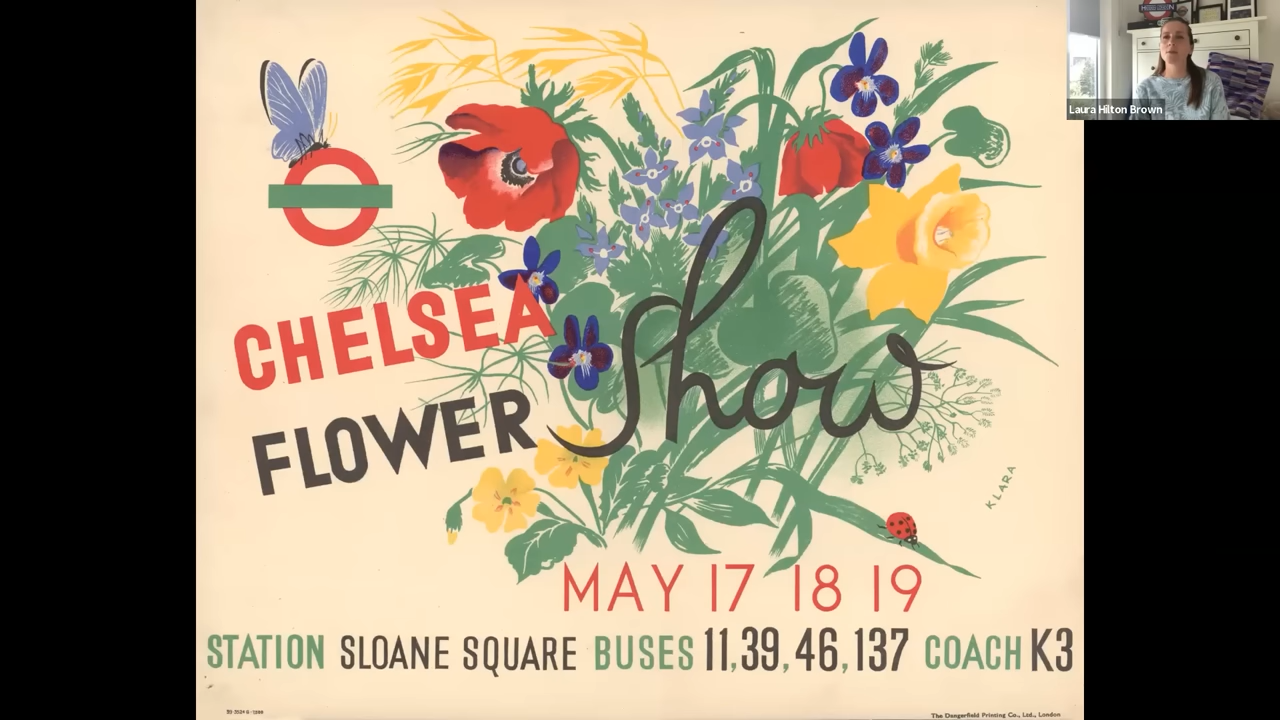 Laura Hilton Brown
CHELSEA
FLOWER
Show
KLARA
MAY 17 18 19
STATION SLOANE SQUARE BUSES 11, 39, 46, 137 COACH K3
The Dangerfield Printing Co., Ltd., London